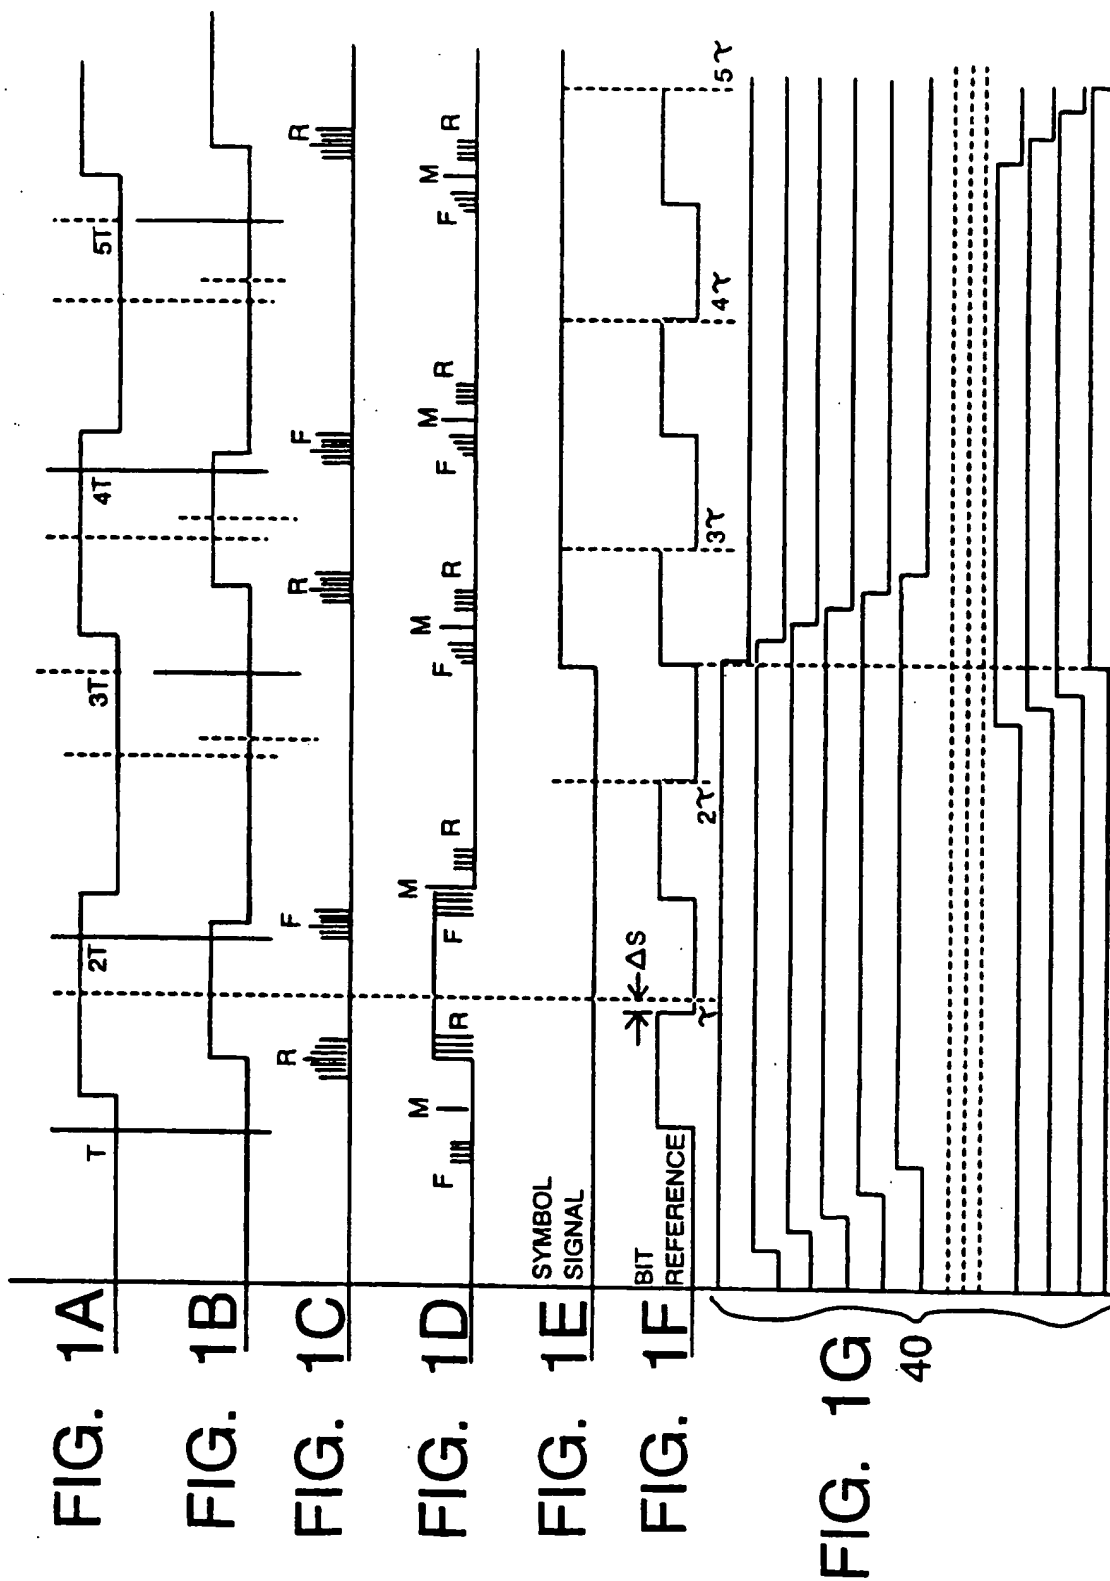 FIG. 1A
T
2T
3T
4T
5T
FIG. 1B
FIG. 1C
R
F
R
F
R
FIG. 1D
F
M
R
F
M
R
F
M
R
F
M
R
F
M
R
FIG. 1E
SYMBOL
SIGNAL
FIG. 1F
BIT
REFERENCE
ΔS
τ
2τ
3τ
4τ
5τ
FIG. 1G
40